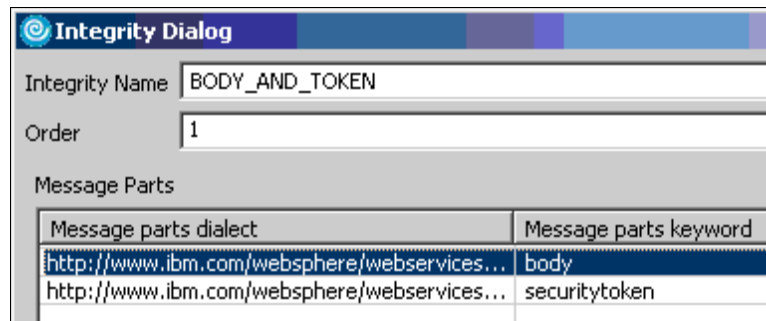 Integrity Dialog
Integrity Name BODY_AND_TOKEN
Order 1
Message Parts
Message parts dialect Message parts keyword
http://www.ibm.com/websphere/webservices... body
http://www.ibm.com/websphere/webservices... securitytoken